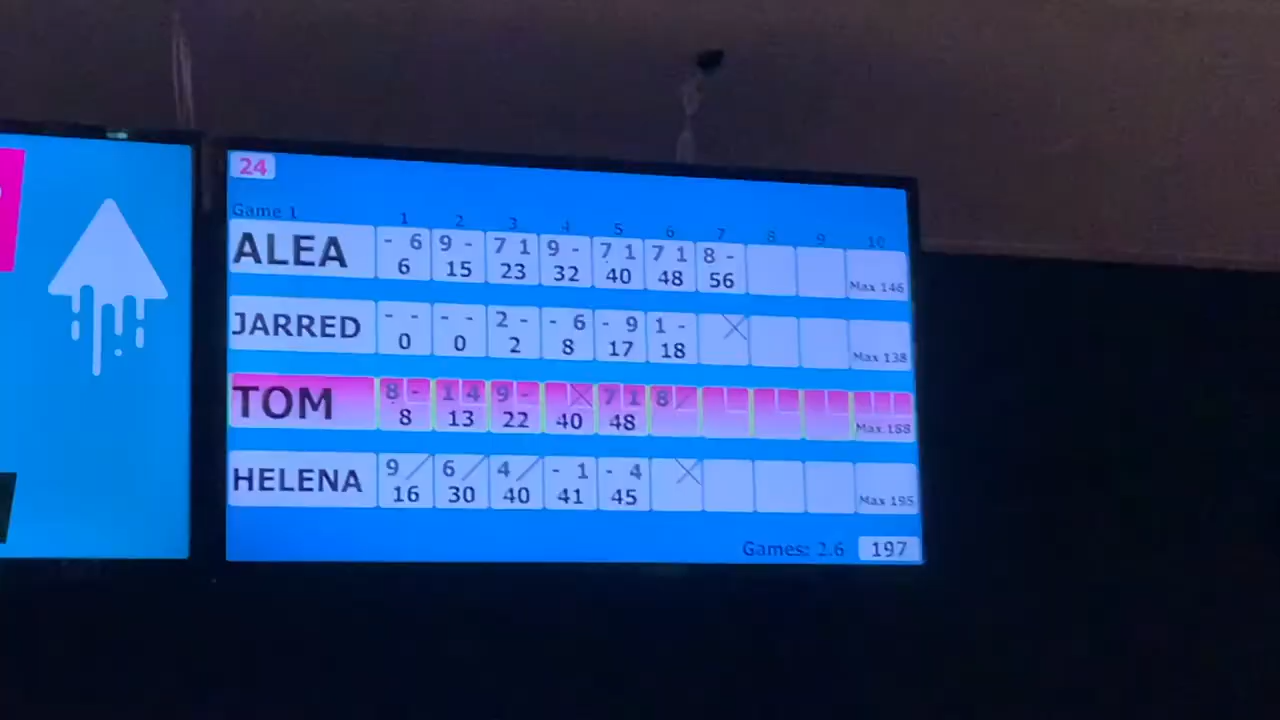 24
Game 1 1 2 3 4 5 6 7 8 9 10
ALEA - 6 9 - 7 1 9 - 7 1 7 1 8 -
6 15 23 32 40 48 56 Max 146
JARRED - - - - 2 - - 6 - 9 1 - X
0 0 2 8 17 18 Max 138
TOM 8 - 1 4 9 - X 7 1 8 /
8 13 22 40 48 Max 188
HELENA 9 / 6 / 4 / - 1 - 4 X
16 30 40 41 45 Max 195
Games: 2.6 197